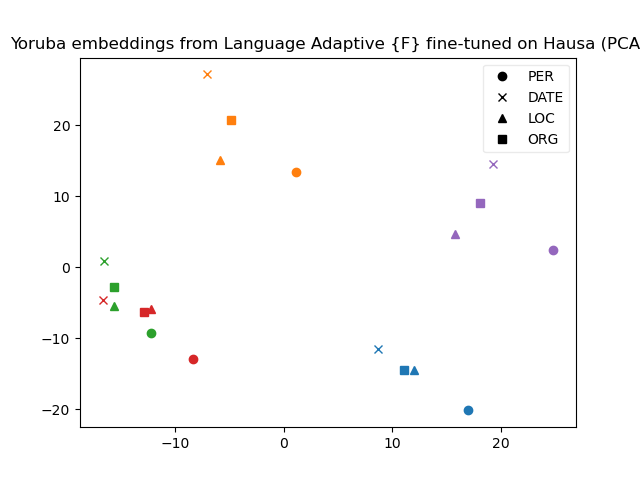 Yoruba embeddings from Language Adaptive {F} fine-tuned on Hausa (PCA
PER
DATE
LOC
ORG
20
10
0
−10
−20
−10
0
10
20